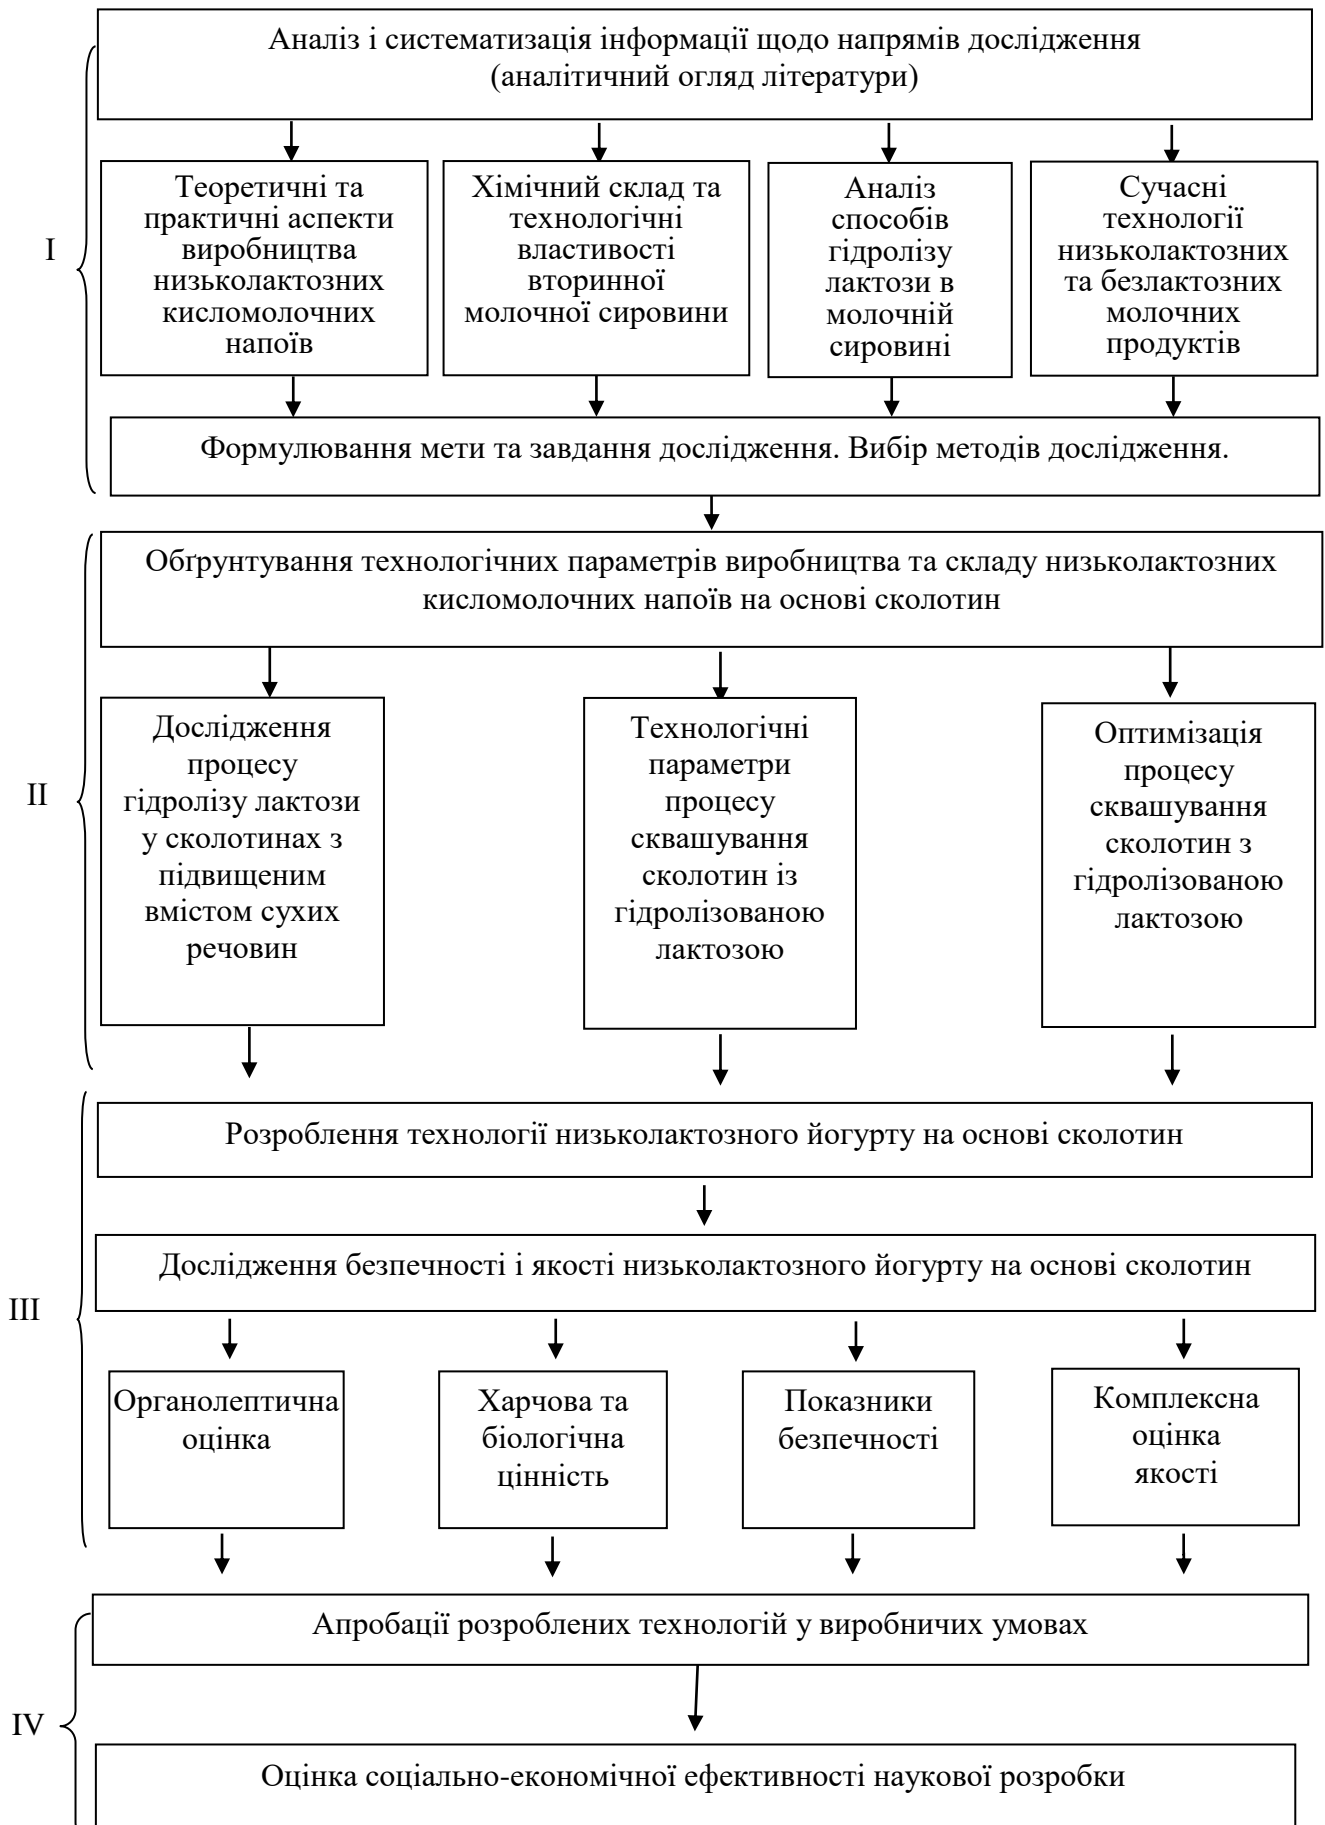 Аналіз і систематизація інформації щодо напрямів дослідження
(аналітичний огляд літератури)
I
Теоретичні та
практичні аспекти
виробництва
низьколактозних
кисломолочних
напоїв
Хімічний склад та
технологічні
властивості
вторинної
молочної сировини
Аналіз
способів
гідролізу
лактози в
молочній
сировині
Сучасні
технології
низьколактозних
та безлактозних
молочних
продуктів
Формулювання мети та завдання дослідження. Вибір методів дослідження.
Обґрунтування технологічних параметрів виробництва та складу низьколактозних
кисломолочних напоїв на основі сколотин
II
Дослідження
процесу
гідролізу лактози
у сколотинах з
підвищеним
вмістом сухих
речовин
Технологічні
параметри
процесу
сквашування
сколотин із
гідролізованою
лактозою
Оптимізація
процесу
сквашування
сколотин з
гідролізованою
лактозою
Розроблення технології низьколактозного йогурту на основі сколотин
Дослідження безпечності і якості низьколактозного йогурту на основі сколотин
III
Органолептична
оцінка
Харчова та
біологічна
цінність
Показники
безпечності
Комплексна
оцінка
якості
Апробації розроблених технологій у виробничих умовах
IV
Оцінка соціально-економічної ефективності наукової розробки